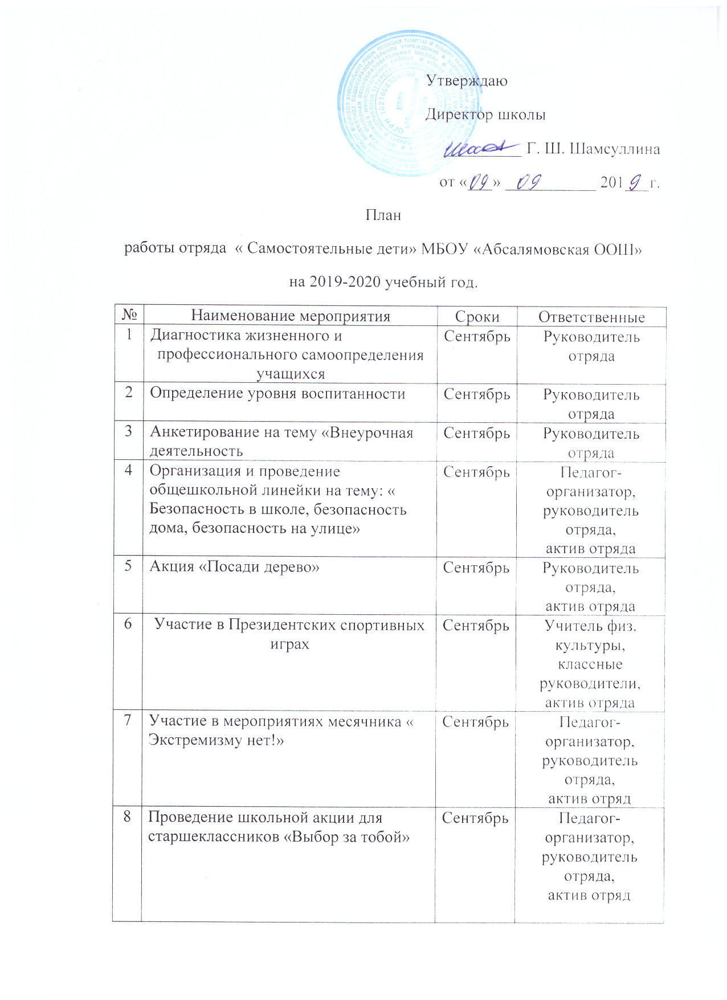 Утверждаю
Директор школы
Г. Ш. Шамсуллина
от «09» 09 2019 г.
План
работы отряда « Самостоятельные дети» МБОУ «Абсалямовская ООШ»
на 2019-2020 учебный год.
№ Наименование мероприятия Сроки Ответственные
1 Диагностика жизненного и Сентябрь Руководитель
профессионального самоопределения отряда
учащихся
2 Определение уровня воспитанности Сентябрь Руководитель
отряда
3 Анкетирование на тему «Внеурочная Сентябрь Руководитель
деятельность отряда
4 Организация и проведение Сентябрь Педагог-
общешкольной линейки на тему: « организатор,
Безопасность в школе, безопасность руководитель
дома, безопасность на улице» отряда,
актив отряда
5 Акция «Посади дерево» Сентябрь Руководитель
отряда,
актив отряда
6 Участие в Президентских спортивных Сентябрь Учитель физ.
играх культуры,
классные
руководители,
актив отряда
7 Участие в мероприятиях месячника « Сентябрь Педагог-
Экстремизму нет!» организатор,
руководитель
отряда,
актив отряд
8 Проведение школьной акции для Сентябрь Педагог-
старшеклассников «Выбор за тобой» организатор,
руководитель
отряда,
актив отряд